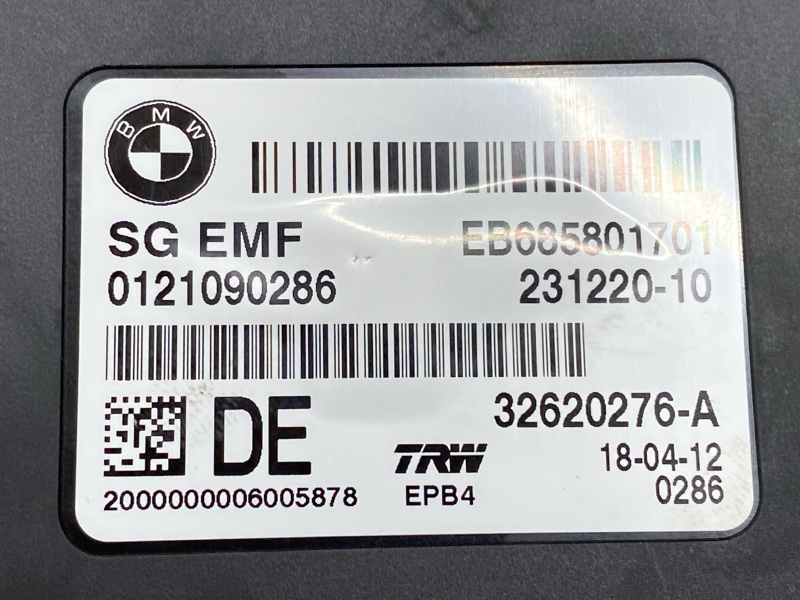 BMW
SG EMF EB685801701
0121090286 231220-10
DE 32620276-A
TRW 18-04-12
2000000006005878 EPB4 0286